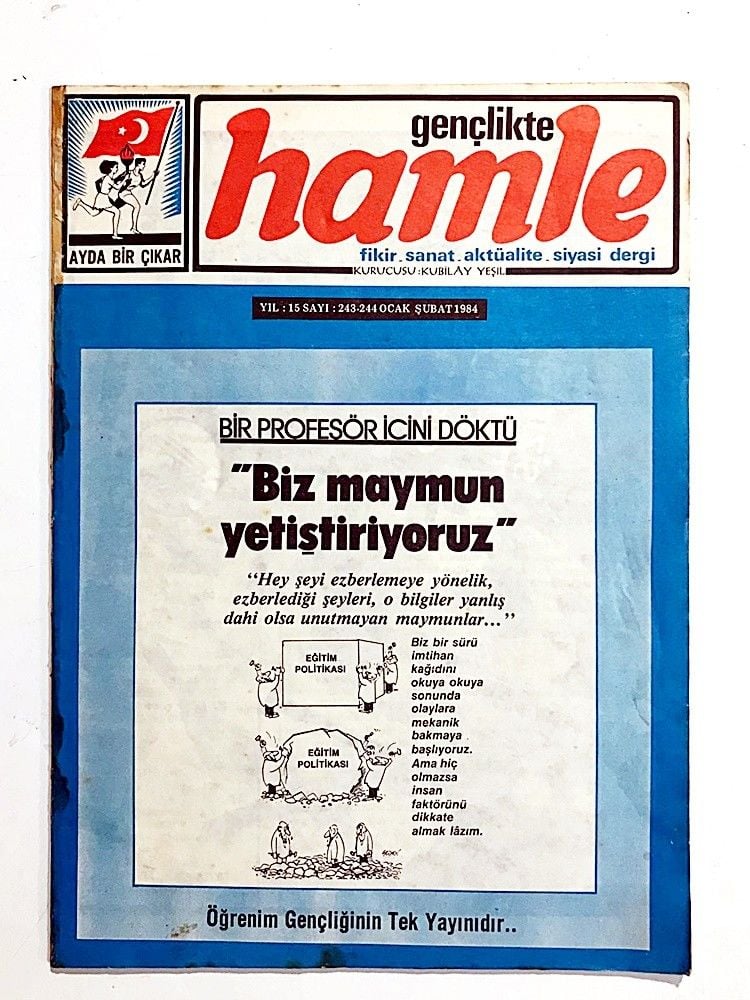 gençlikte
hamle
fikir.sanat.aktüalite.siyasi dergi
KURUCUSU:KUBİLAY YEŞİL
AYDA BİR ÇIKAR
YIL : 15 SAYI : 243-244 OCAK ŞUBAT 1984
BİR PROFESÖR İCİNİ DÖKTÜ
"Biz maymun
yetiştiriyoruz"
“Hey şeyi ezberlemeye yönelik,
ezberlediği şeyleri, o bilgiler yanlış
dahi olsa unutmayan maymunlar...”
EĞİTİM
POLİTİKASI
EĞİTİM
POLİTİKASI
Biz bir sürü
imtihan
kağıdını
okuya okuya
sonunda
olaylara
mekanik
bakmaya
başlıyoruz.
Ama hiç
olmazsa
insan
faktörünü
dikkate
almak lâzım.
Öğrenim Gençliğinin Tek Yayınıdır..